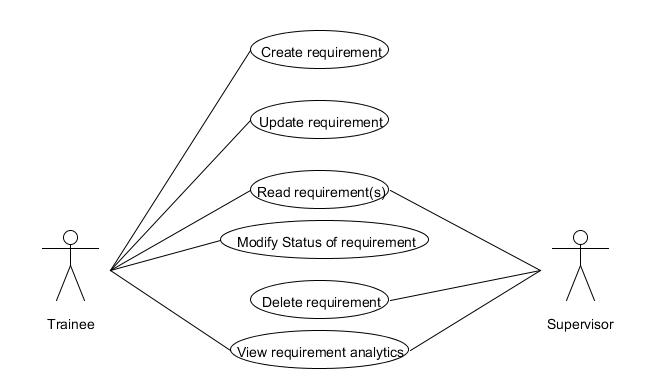 Create requirement
Update requirement
Read requirement(s)
Modify Status of requirement
Delete requirement
View requirement analytics
Trainee
Supervisor